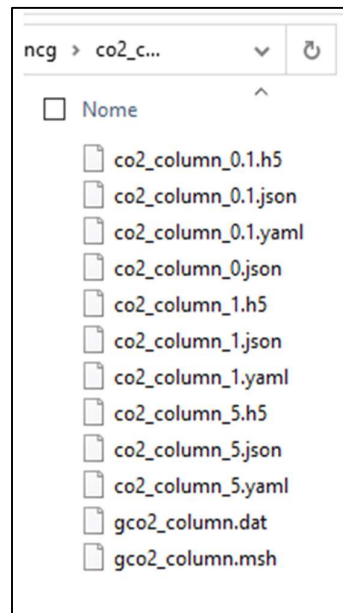 ncg > co2_c...
Nome
co2_column_0.1.h5
co2_column_0.1.json
co2_column_0.1.yaml
co2_column_0.json
co2_column_1.h5
co2_column_1.json
co2_column_1.yaml
co2_column_5.h5
co2_column_5.json
co2_column_5.yaml
gco2_column.dat
gco2_column.msh